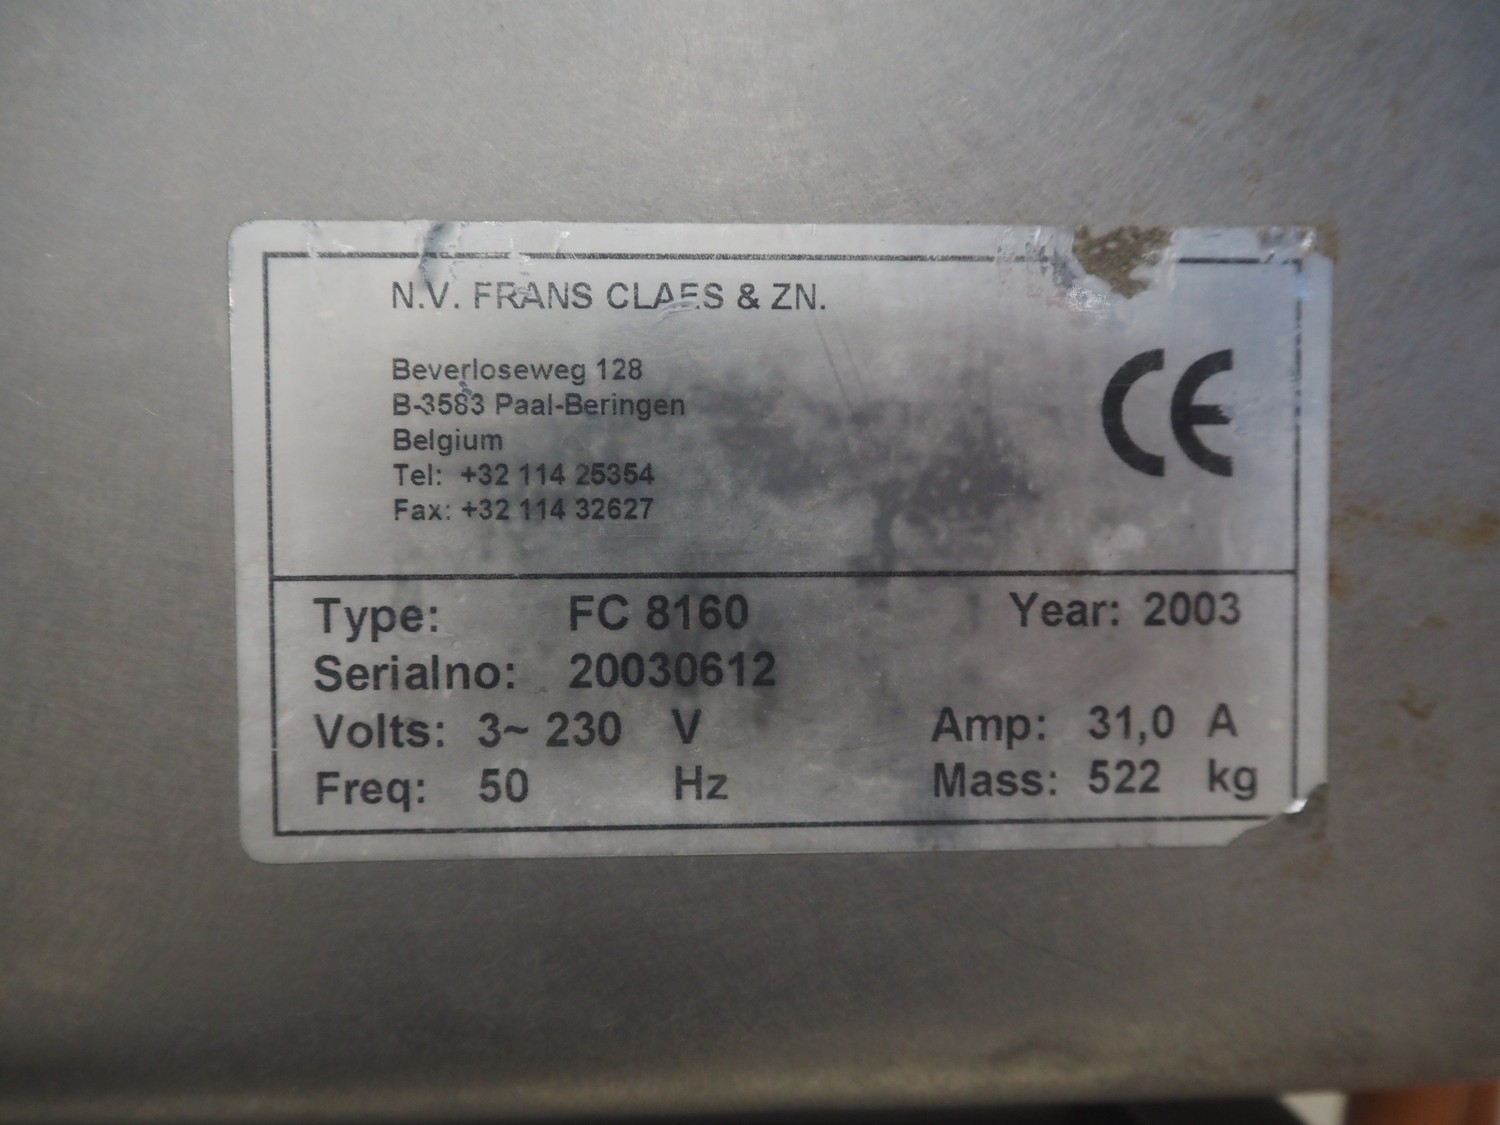 N.V. FRANS CLAES & ZN.
Beverloseweg 128
B-3583 Paal-Beringen
Belgium
Tel: +32 114 25354
Fax: +32 114 32627
CE
Type: FC 8160 Year: 2003
Serialno: 20030612
Volts: 3~ 230 V Amp: 31,0 A
Freq: 50 Hz Mass: 522 kg